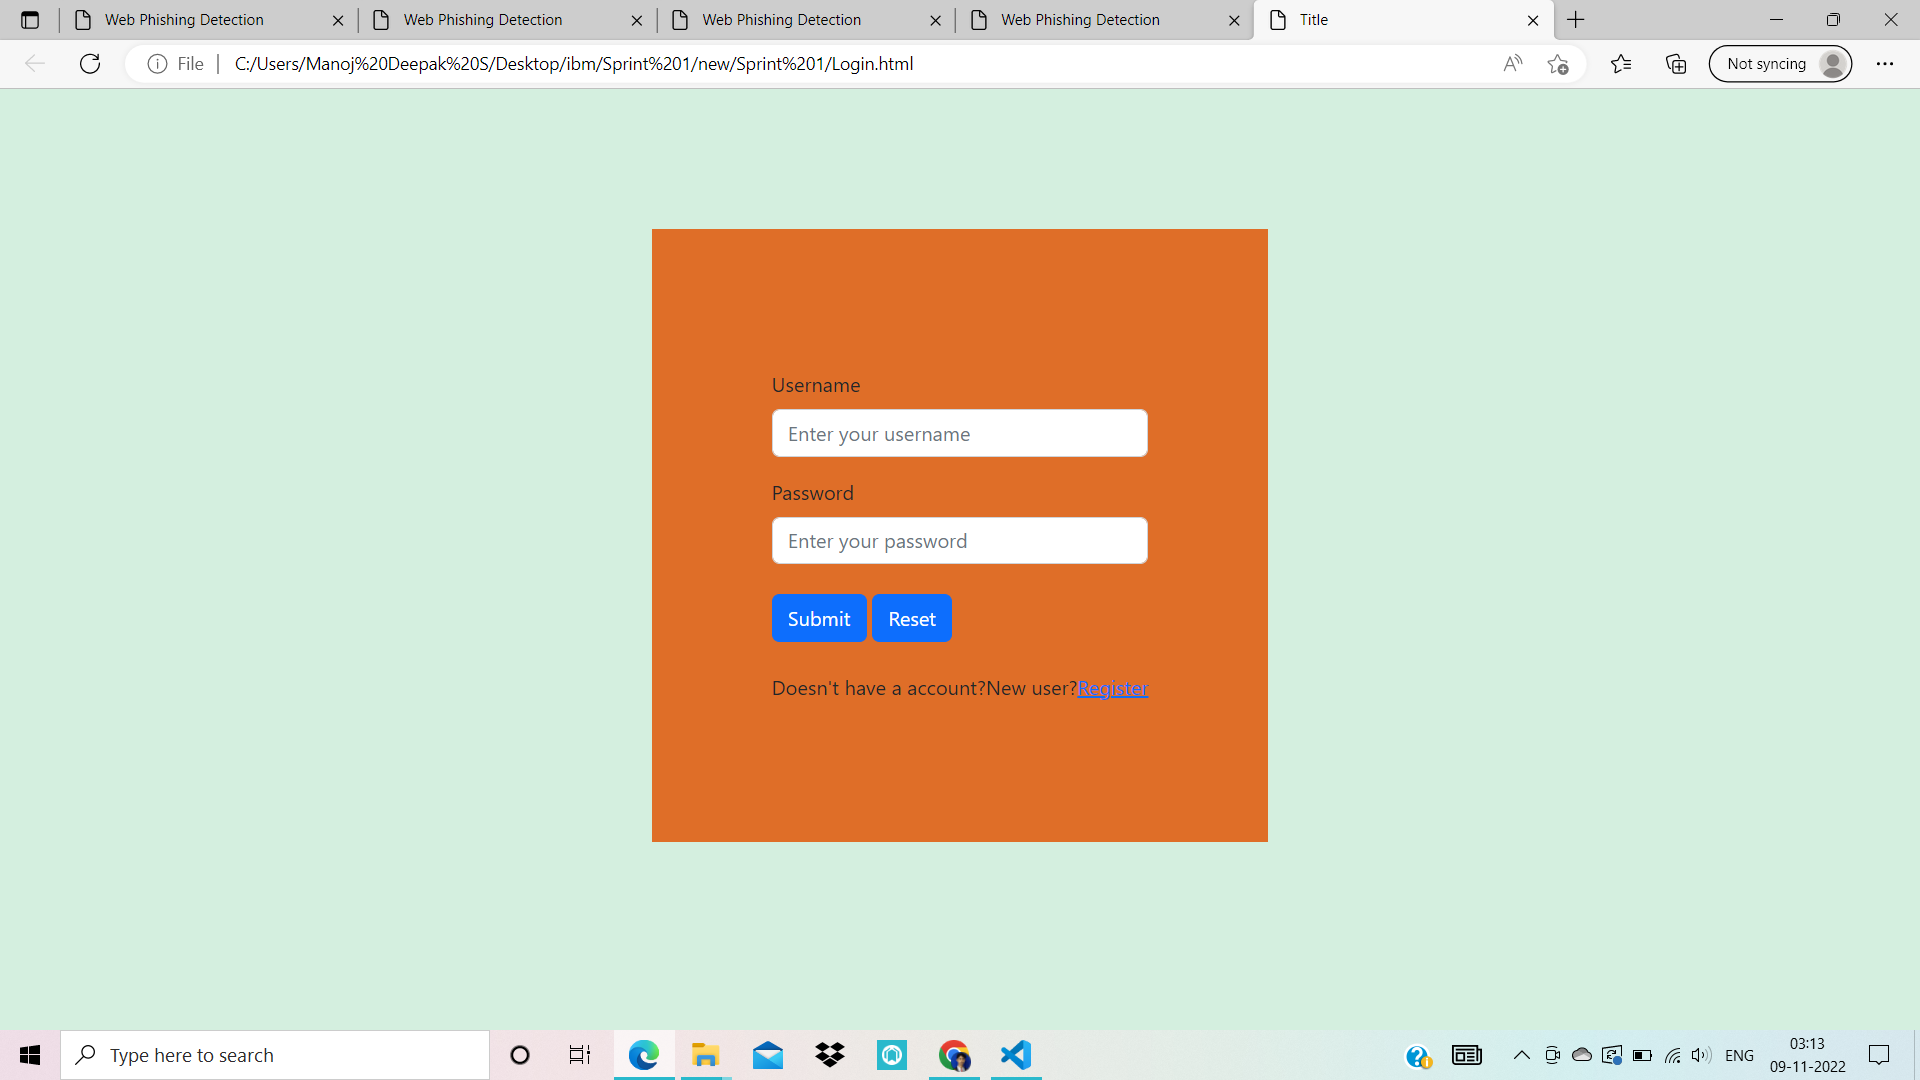 Web Phishing Detection
Web Phishing Detection
Web Phishing Detection
Web Phishing Detection
Title
File
C:/Users/Manoj%20Deepak%20S/Desktop/ibm/Sprint%201/new/Sprint%201/Login.html
Not syncing
Username
Enter your username
Password
Enter your password
Submit
Reset
Doesn't have a account?New user?Register
Type here to search
ENG
03:13
09-11-2022